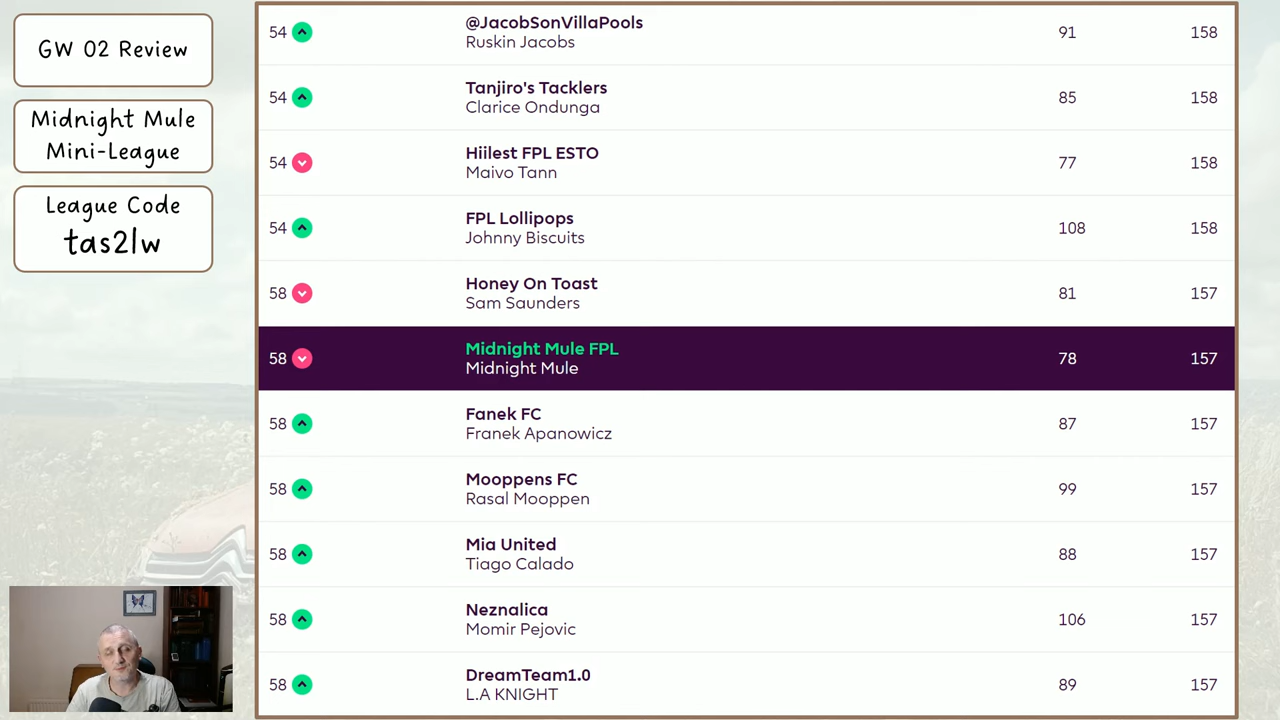 GW 02 Review
Midnight Mule
Mini-League
League Code
tas2lw
54 @JacobSonVillaPools 91 158
Ruskin Jacobs
54 Tanjiro's Tacklers 85 158
Clarice Ondunga
54 Hiilest FPL ESTO 77 158
Maivo Tann
54 FPL Lollipops 108 158
Johnny Biscuits
58 Honey On Toast 81 157
Sam Saunders
58 Midnight Mule FPL 78 157
Midnight Mule
58 Fanek FC 87 157
Franek Apanowicz
58 Mooppens FC 99 157
Rasal Mooppen
58 Mia United 88 157
Tiago Calado
58 Neznalica 106 157
Momir Pejovic
58 DreamTeam1.0 89 157
L.A KNIGHT